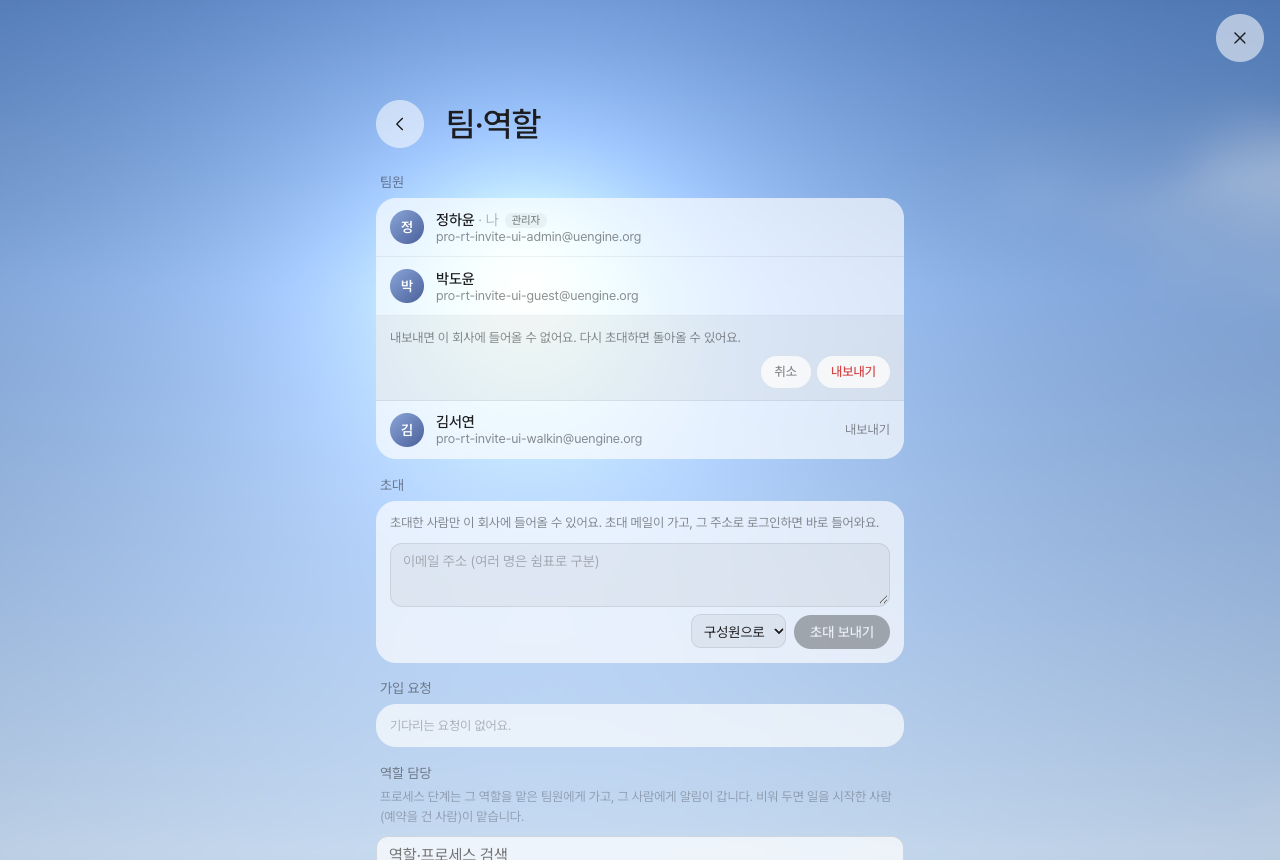 팀·역할
팀원
정
정하윤 · 나 관리자
pro-rt-invite-ui-admin@uengine.org
박
박도윤
pro-rt-invite-ui-guest@uengine.org
내보내면 이 회사에 들어올 수 없어요. 다시 초대하면 돌아올 수 있어요.
취소 내보내기
김
김서연
pro-rt-invite-ui-walkin@uengine.org
내보내기
초대
초대한 사람만 이 회사에 들어올 수 있어요. 초대 메일이 가고, 그 주소로 로그인하면 바로 들어와요.
이메일 주소 (여러 명은 쉼표로 구분)
구성원으로 초대 보내기
가입 요청
기다리는 요청이 없어요.
역할 담당
프로세스 단계는 그 역할을 맡은 팀원에게 가고, 그 사람에게 알림이 갑니다. 비워 두면 일을 시작한 사람
(예약을 건 사람)이 맡습니다.
역할·프로세스 검색